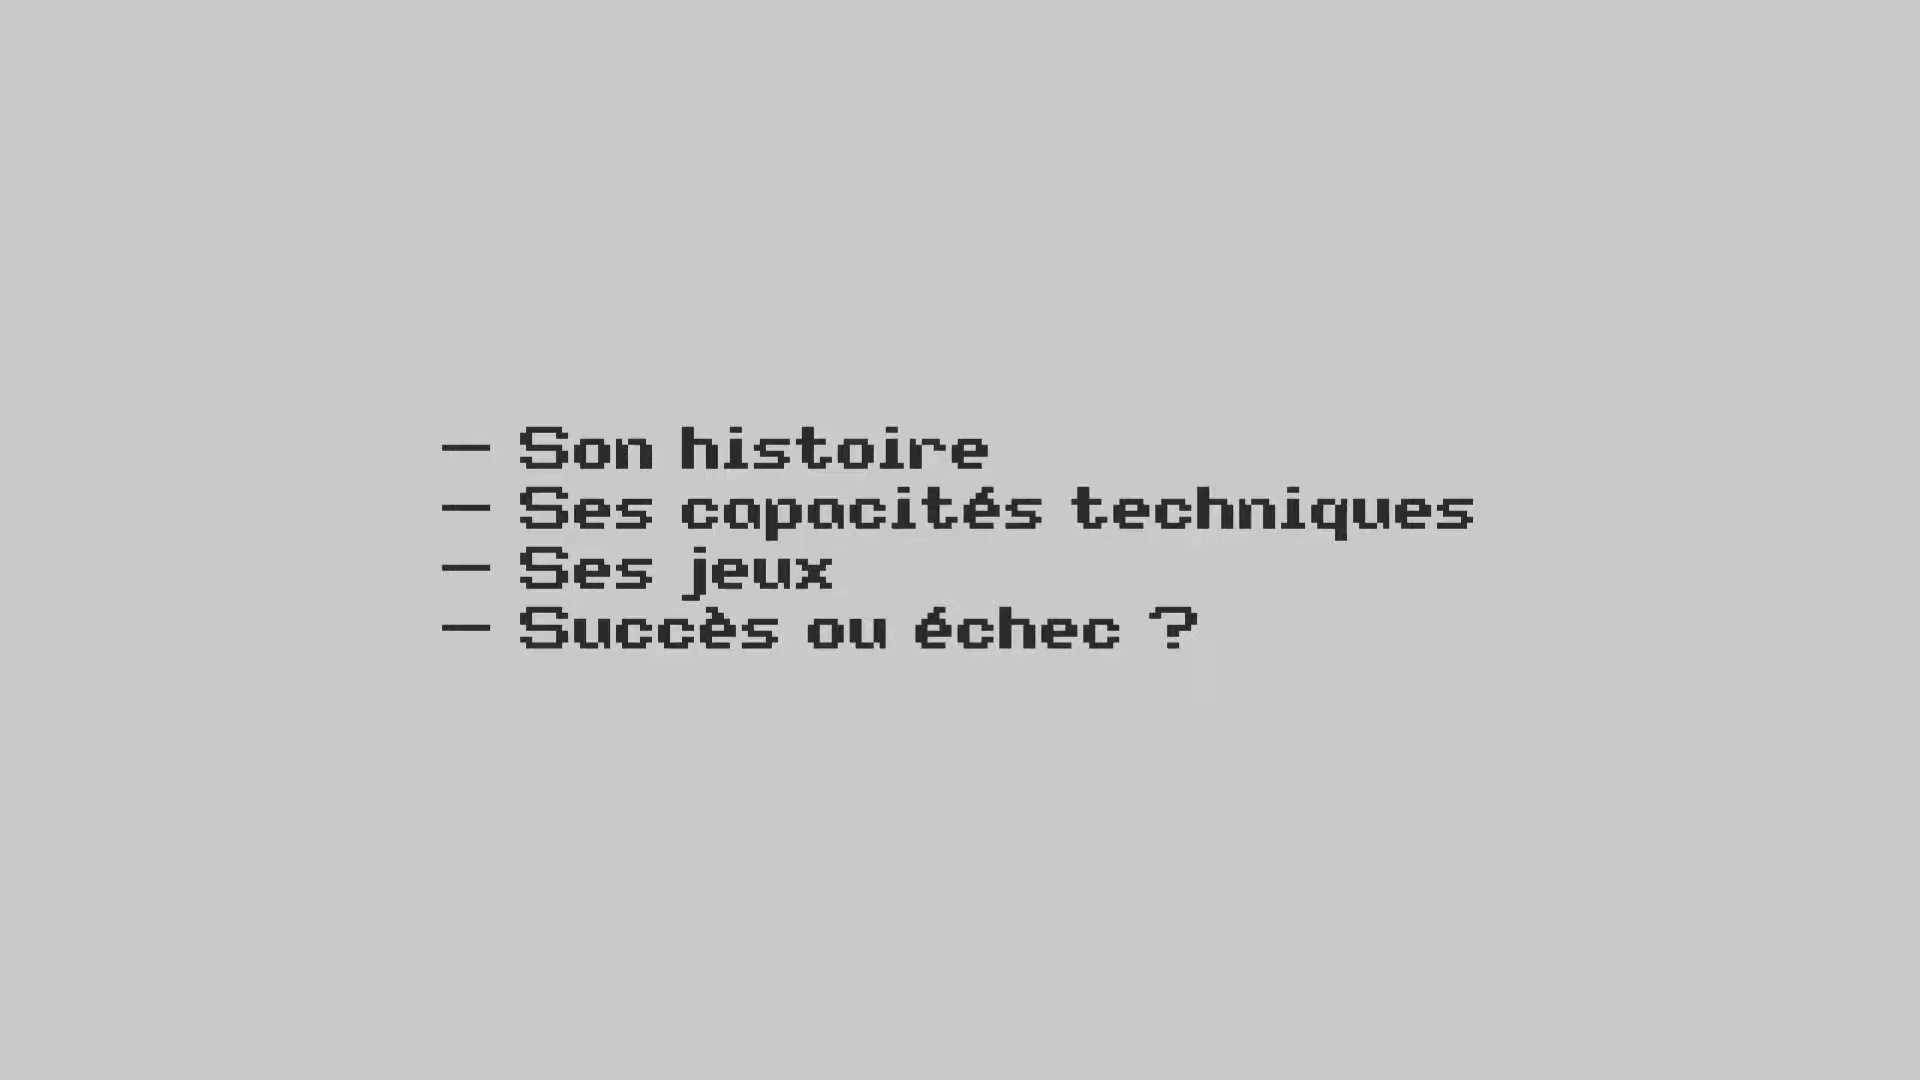 — Son histoire
— Ses capacités techniques
— Ses jeux
— Succès ou échec ?